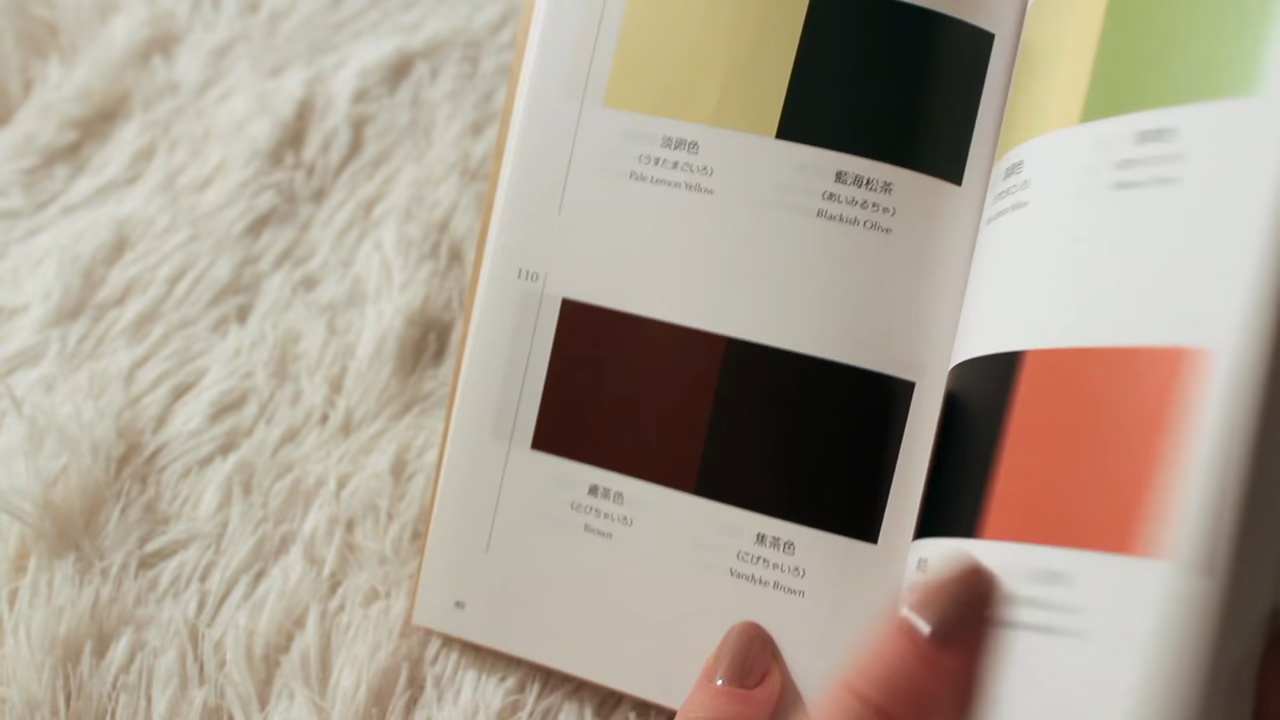 淡卵色
(うすたまごいろ)
Pale Lemon Yellow
藍海松茶
(あいみるちゃ)
Blackish Olive
110
鳶茶色
(とびちゃいろ)
Brown
焦茶色
(こげちゃいろ)
Vandyke Brown